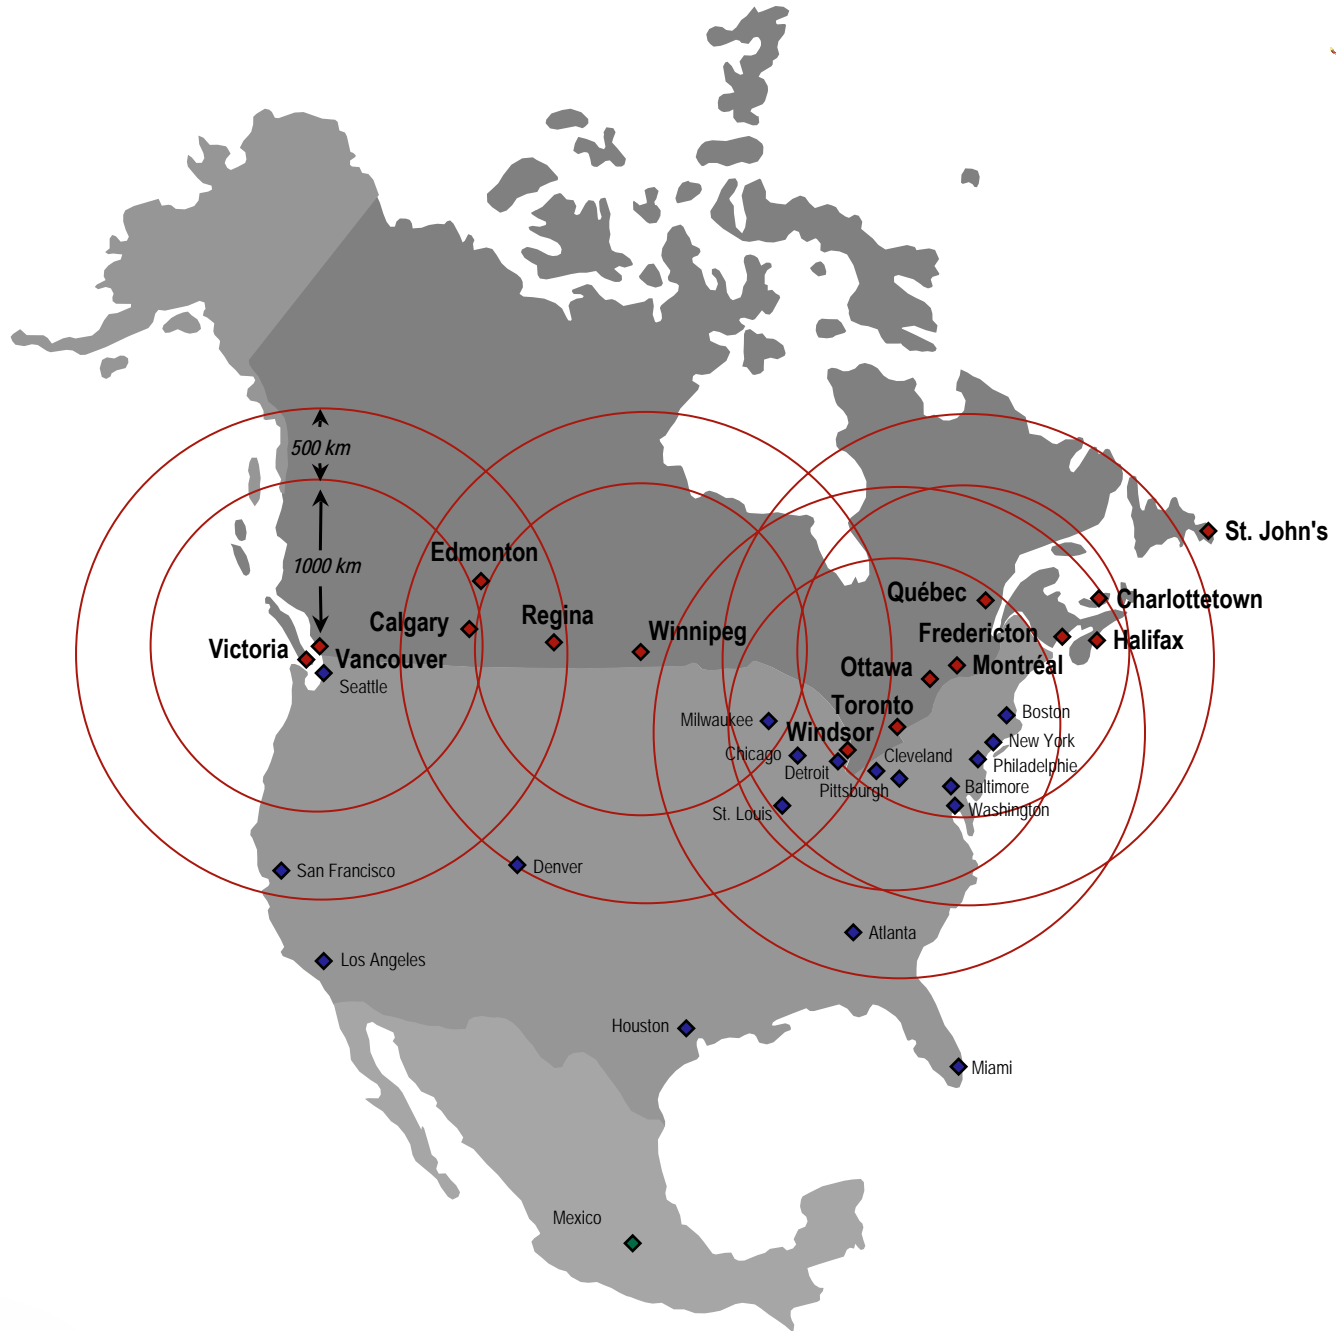 500 km
1000 km
St. John's
Edmonton
Québec
Charlottetown
Calgary
Regina
Winnipeg
Fredericton
Halifax
Victoria
Vancouver
Ottawa
Montréal
Seattle
Toronto
Milwaukee
Boston
Windsor
New York
Chicago
Cleveland
Detroit
Philadelphie
Pittsburgh
Baltimore
St. Louis
Washington
San Francisco
Denver
Atlanta
Los Angeles
Houston
Miami
Mexico